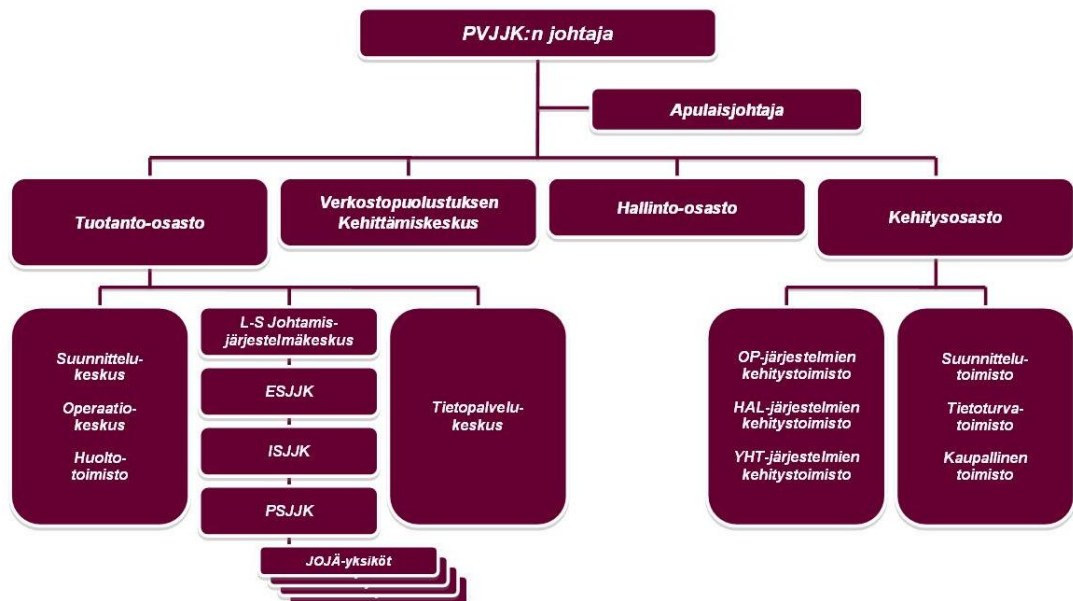 PVJJK:n johtaja
Apulaisjohtaja
Tuotanto-osasto
Verkostopuolustuksen
Kehittämiskeskus
Hallinto-osasto
Kehitysosasto
Suunnittelu-
keskus
Operaatio-
keskus
Huolto-
toimisto
L-S Johtamis-
järjestelmäkeskus
ESJJK
ISJJK
PSJJK
JOJÄ-yksiköt
Tietopalvelu-
keskus
OP-järjestelmien
kehitystoimisto
HAL-järjestelmien
kehitystoimisto
YHT-järjestelmien
kehitystoimisto
Suunnittelu-
toimisto
Tietoturva-
toimisto
Kaupallinen
toimisto